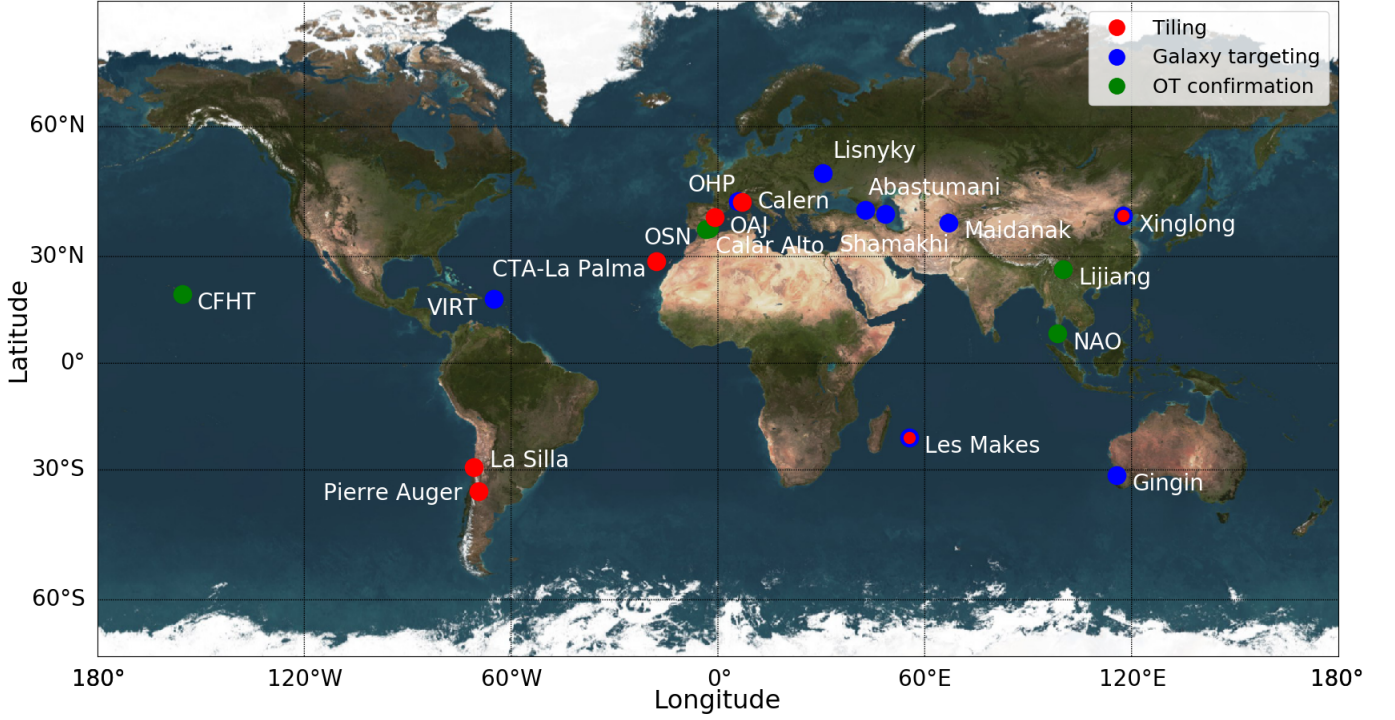 Tiling
Galaxy targeting
OT confirmation
60°N
30°N
0°
30°S
60°S
Latitude
Lisnyky
OHP
Abastumani
Calern
OAJ
Xinglong
OSN
Maidanak
Calar Alto
Shamakhi
CTA-La Palma
Lijiang
CFHT
VIRT
NAO
Les Makes
La Silla
Gingin
Pierre Auger
180°
120°W
60°W
0°
60°E
120°E
180°
Longitude